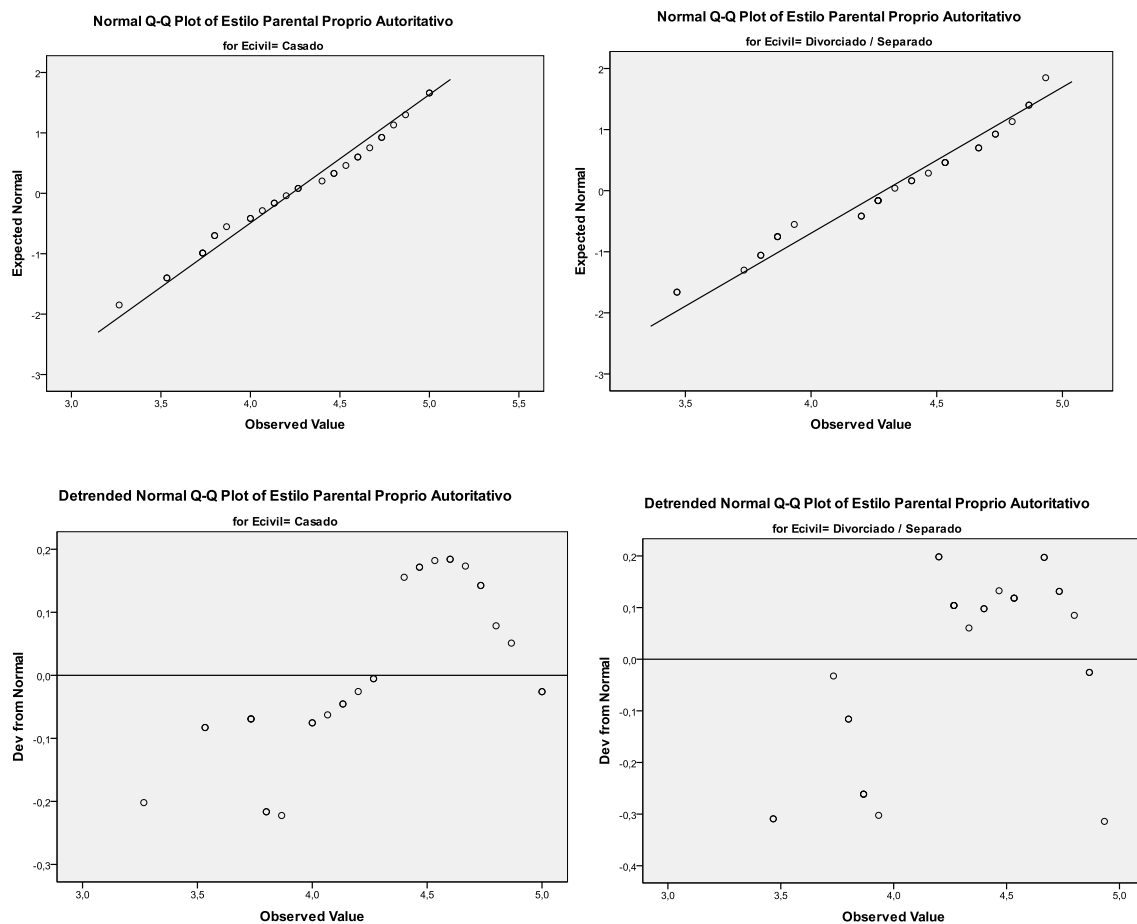 Normal Q-Q Plot of Estilo Parental Proprio Autoritativo
for Ecivil= Casado
Expected Normal
2
1
0
-1
-2
-3
3,0 3,5 4,0 4,5 5,0 5,5
Observed Value
Normal Q-Q Plot of Estilo Parental Proprio Autoritativo
for Ecivil= Divorciado / Separado
Expected Normal
2
1
0
-1
-2
-3
3,5 4,0 4,5 5,0
Observed Value
Detrended Normal Q-Q Plot of Estilo Parental Proprio Autoritativo
for Ecivil= Casado
Dev from Normal
0,2
0,1
0,0
-0,1
-0,2
-0,3
3,0 3,5 4,0 4,5 5,0
Observed Value
Detrended Normal Q-Q Plot of Estilo Parental Proprio Autoritativo
for Ecivil= Divorciado / Separado
Dev from Normal
0,2
0,1
0,0
-0,1
-0,2
-0,3
-0,4
3,0 3,5 4,0 4,5 5,0
Observed Value